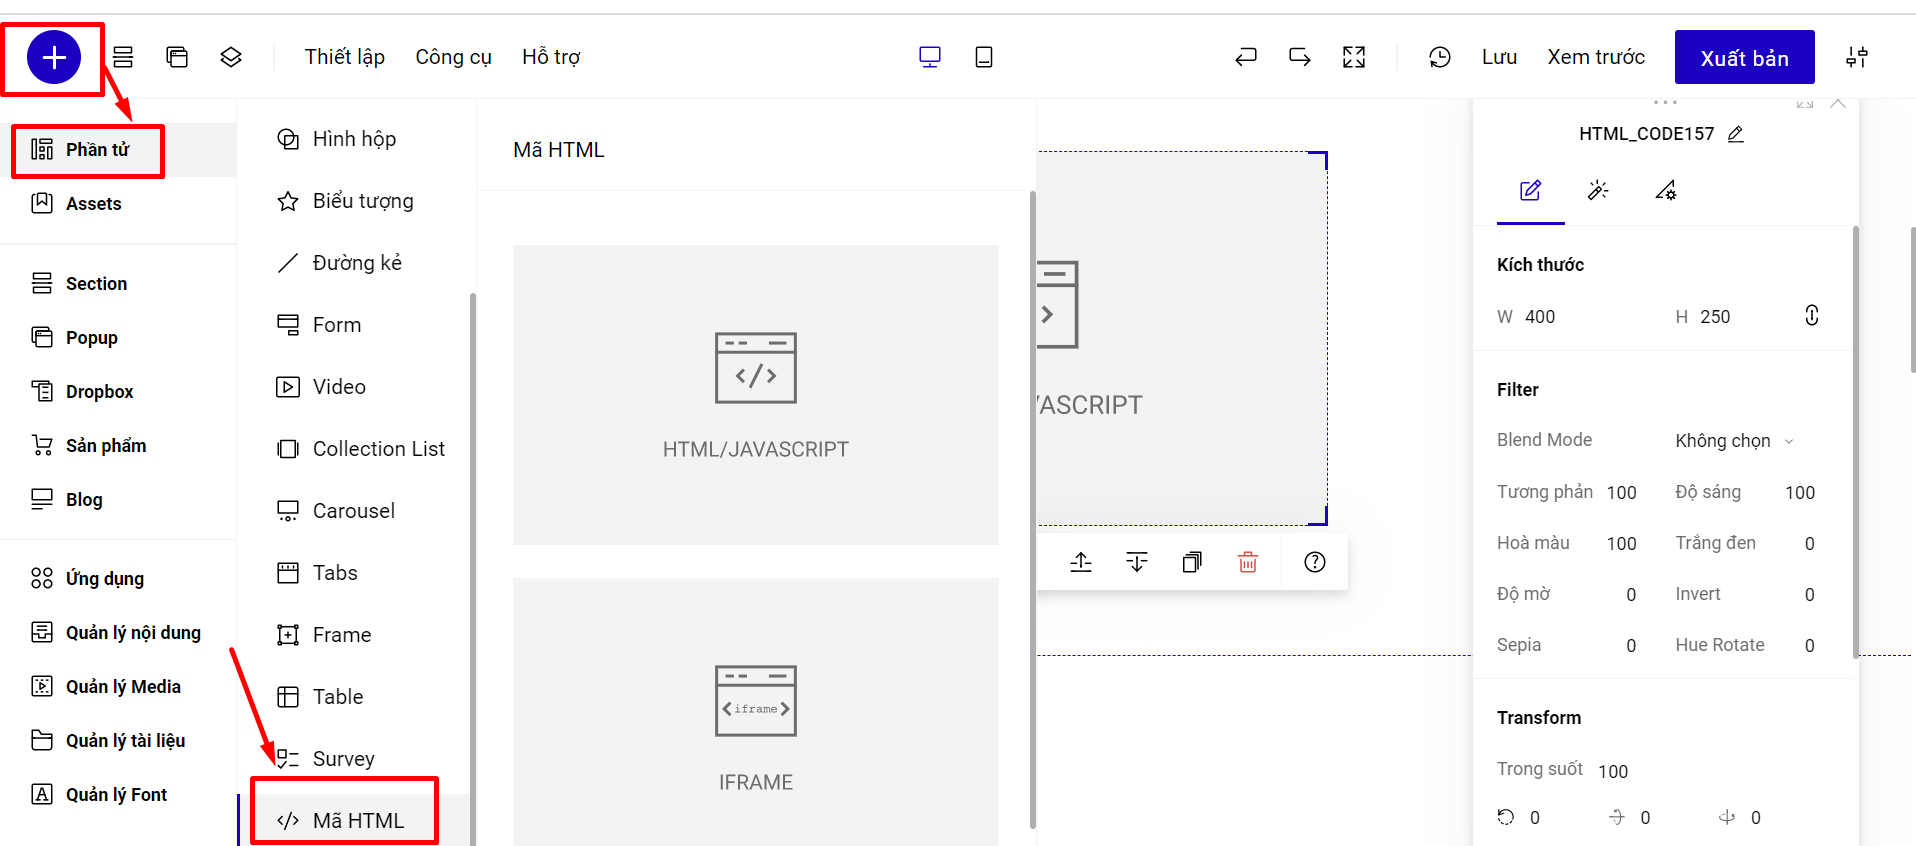 Thiết lập
Công cụ
Hỗ trợ
Lưu
Xem trước
Xuất bản
Phần tử
Assets
Section
Popup
Dropbox
Sản phẩm
Blog
Ứng dụng
Quản lý nội dung
Quản lý Media
Quản lý tài liệu
Quản lý Font
Hình hộp
Biểu tượng
Đường kẻ
Form
Video
Collection List
Carousel
Tabs
Frame
Table
Survey
Mã HTML
Mã HTML
HTML/JAVASCRIPT
iframe
IFRAME
VASCRIPT
HTML_CODE157
Kích thước
W 400 H 250
Filter
Blend Mode Không chọn
Tương phản 100 Độ sáng 100
Hoà màu 100 Trắng đen 0
Độ mờ 0 Invert 0
Sepia 0 Hue Rotate 0
Transform
Trong suốt 100
0 0 0